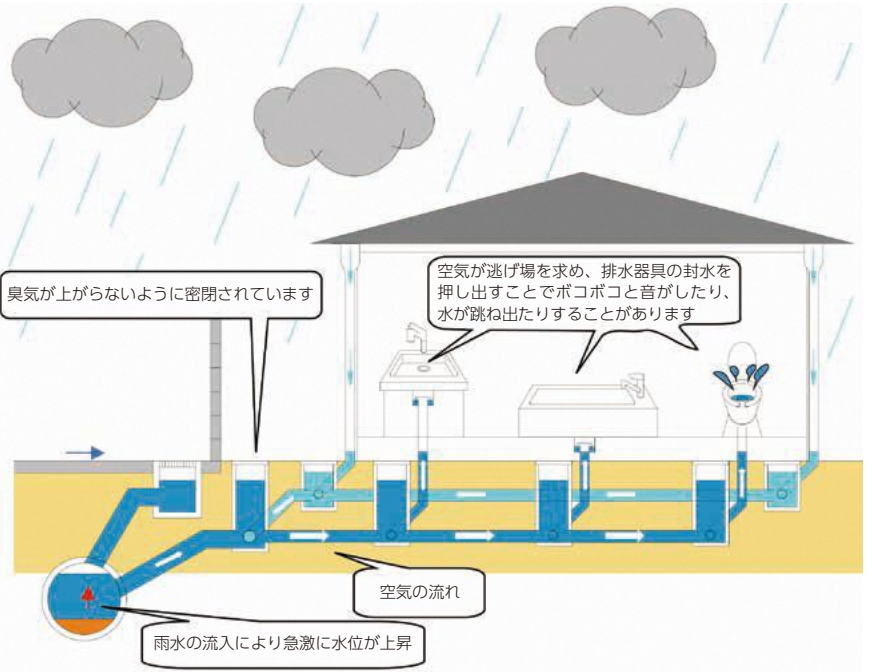 臭気が上がらないように密閉されています
空気が逃げ場を求め、排水器具の封水を
押し出すことでボコボコと音がしたり、
水が跳ね出たりすることがあります
空気の流れ
雨水の流入により急激に水位が上昇